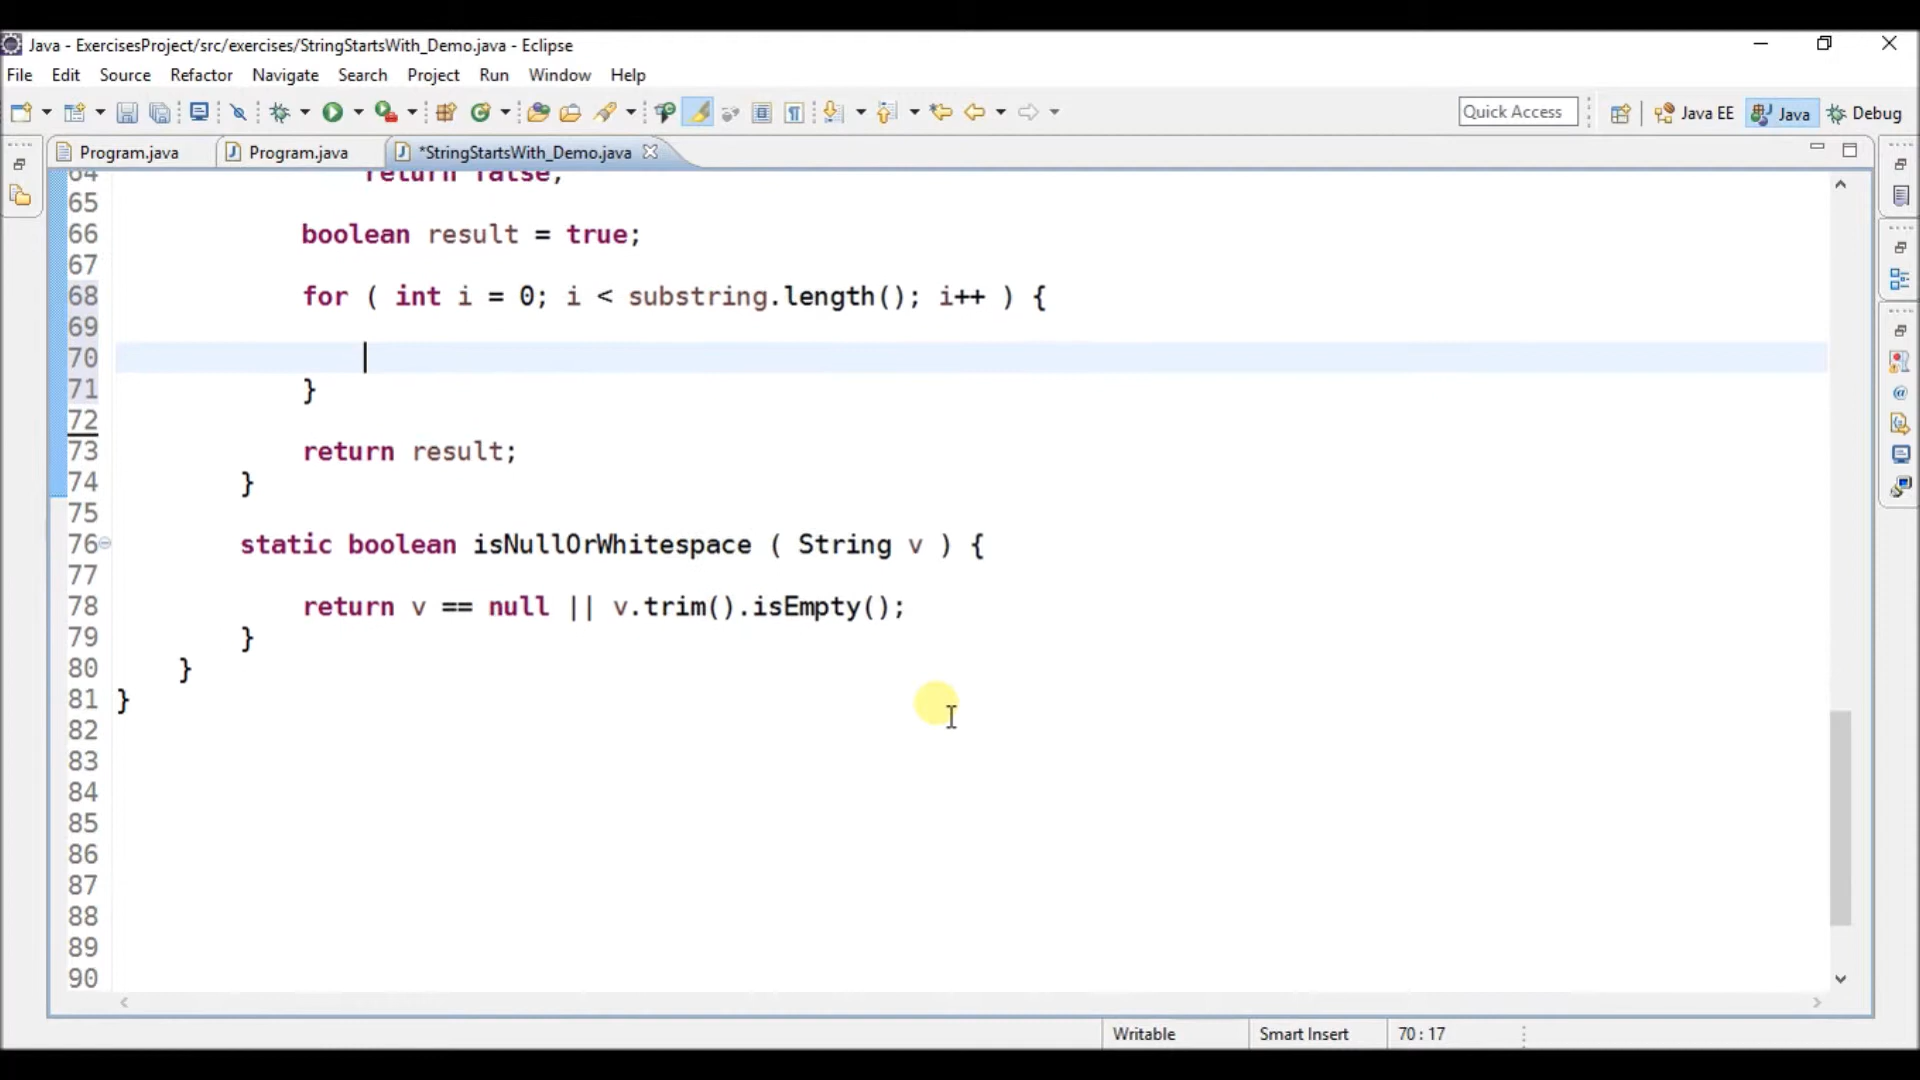 Java - ExercisesProject/src/exercises/StringStartsWith_Demo.java - Eclipse
File Edit Source Refactor Navigate Search Project Run Window Help
Quick Access Java EE Java Debug
Program.java Program.java *StringStartsWith_Demo.java
64 return false;
65
66 boolean result = true;
67
68 for ( int i = 0; i < substring.length(); i++ ) {
69
70
71 }
72
73 return result;
74 }
75
76 static boolean isNullOrWhitespace ( String v ) {
77
78 return v == null || v.trim().isEmpty();
79 }
80 }
81 }
82
83
84
85
86
87
88
89
90
Writable Smart Insert 70 : 17